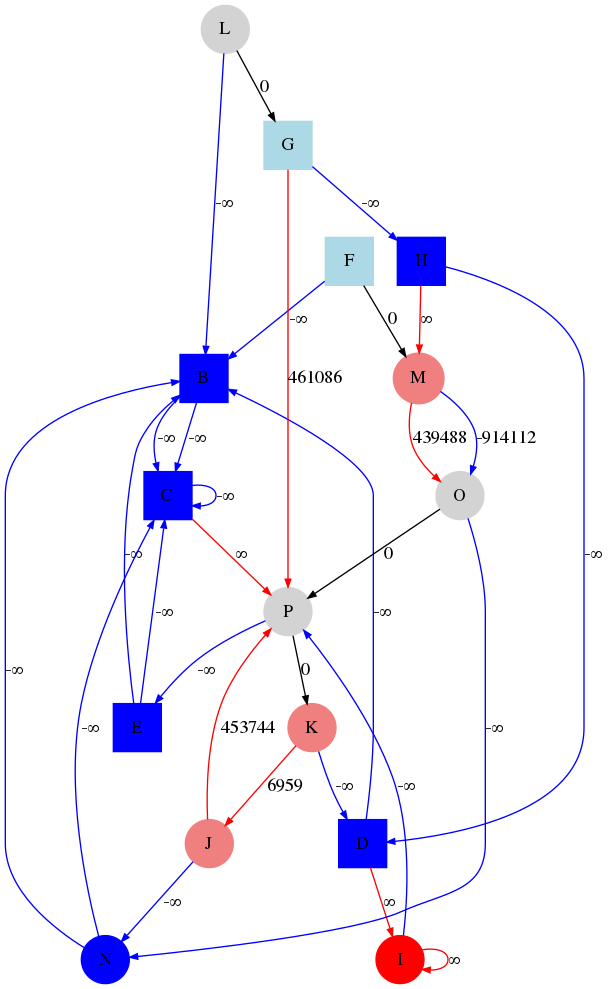 L
0
G
-∞
-∞
F
H
-∞
0
∞
461086
B
M
-∞
-∞
439488
-914112
C
-∞
O
-∞
∞
0
-∞
-∞
-∞
P
-∞
-∞
-∞
0
E
-∞
453744
K
-∞
6959
-∞
-∞
J
D
-∞
∞
N
I
∞